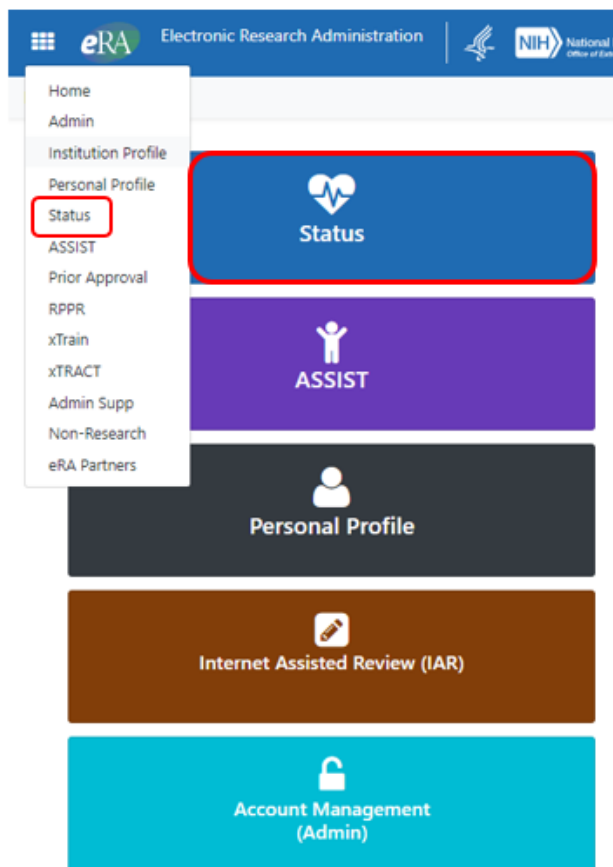 eRA Electronic Research Administration NIH National
Office of Ext
Home
Admin
Institution Profile
Personal Profile
Status
ASSIST
Prior Approval
RPPR
xTrain
xTRACT
Admin Supp
Non-Research
eRA Partners
Status
ASSIST
Personal Profile
Internet Assisted Review (IAR)
Account Management
(Admin)